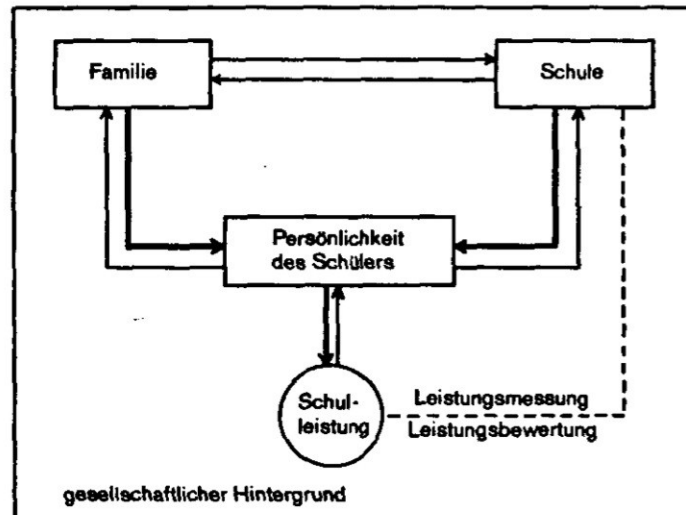 Familie
Schule
Persönlichkeit
des Schülers
Schul-
leistung
Leistungsmessung
Leistungsbewertung
gesellschaftlicher Hintergrund